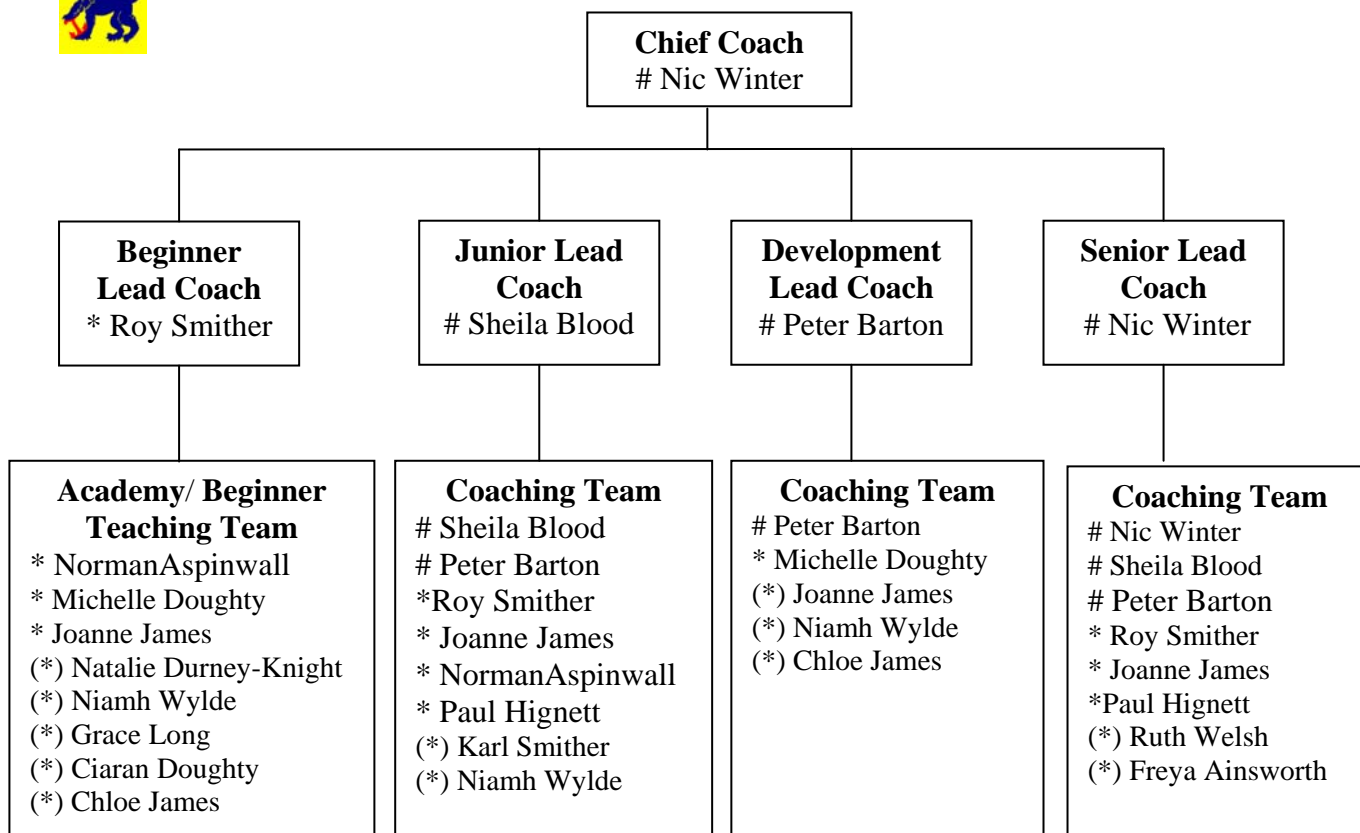 Chief Coach
# Nic Winter
Beginner
Lead Coach
* Roy Smither
Junior Lead
Coach
# Sheila Blood
Development
Lead Coach
# Peter Barton
Senior Lead
Coach
# Nic Winter
Academy/ Beginner
Teaching Team
* NormanAspinwall
* Michelle Doughty
* Joanne James
(*) Natalie Durney-Knight
(*) Niamh Wylde
(*) Grace Long
(*) Ciaran Doughty
(*) Chloe James
Coaching Team
# Sheila Blood
# Peter Barton
*Roy Smither
* Joanne James
* NormanAspinwall
* Paul Hignett
(*) Karl Smither
(*) Niamh Wylde
Coaching Team
# Peter Barton
* Michelle Doughty
(*) Joanne James
(*) Niamh Wylde
(*) Chloe James
Coaching Team
# Nic Winter
# Sheila Blood
# Peter Barton
* Roy Smither
* Joanne James
*Paul Hignett
(*) Ruth Welsh
(*) Freya Ainsworth